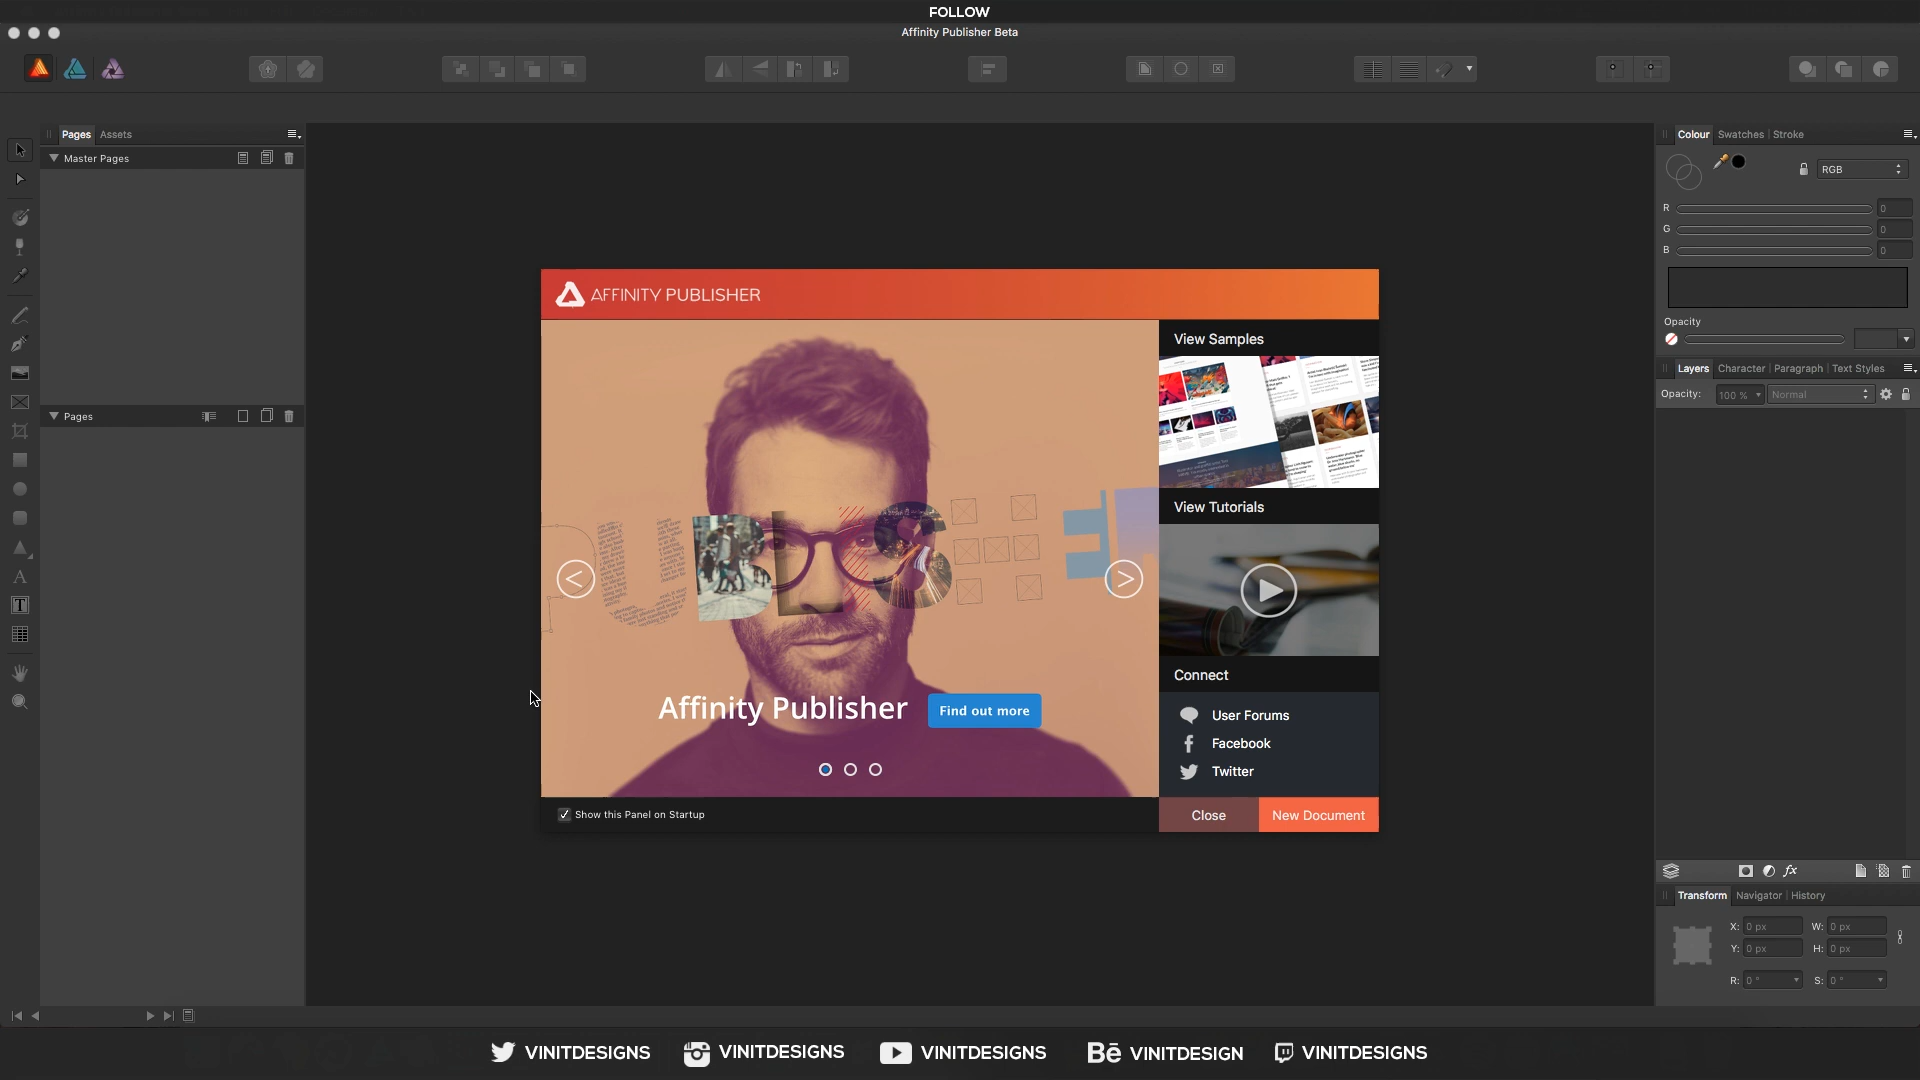 FOLLOW
Affinity Publisher Beta
Pages
Assets
Master Pages
Pages
AFFINITY PUBLISHER
PUBLISHE
Affinity Publisher
Find out more
Show this Panel on Startup
View Samples
View Tutorials
Connect
User Forums
Facebook
Twitter
Close
New Document
Colour
Swatches
Stroke
RGB
R 0
G 0
B 0
Opacity
Layers
Character
Paragraph
Text Styles
Opacity: 100 % Normal
fx
Transform
Navigator
History
X: 0 px W: 0 px
Y: 0 px H: 0 px
R: 0 ° S: 0 °
VINITDESIGNS
VINITDESIGNS
VINITDESIGNS
Bē VINITDESIGN
VINITDESIGNS